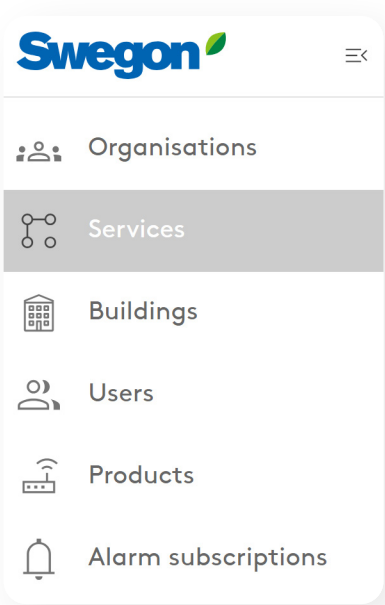 Swegon
Organisations
Services
Buildings
Users
Products
Alarm subscriptions